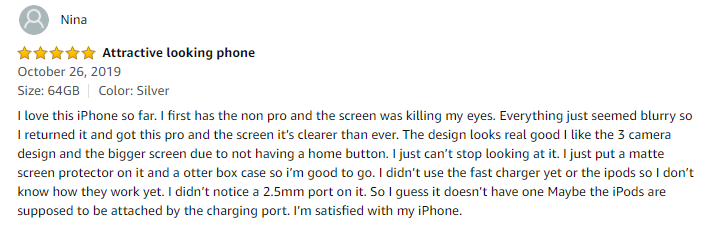 Nina
Attractive looking phone
October 26, 2019
Size: 64GB | Color: Silver
I love this iPhone so far. I first has the non pro and the screen was killing my eyes. Everything just seemed blurry so
I returned it and got this pro and the screen it's clearer than ever. The design looks real good I like the 3 camera
design and the bigger screen due to not having a home button. I just can't stop looking at it. I just put a matte
screen protector on it and a otter box case so i'm good to go. I didn't use the fast charger yet or the ipods so I don't
know how they work yet. I didn't notice a 2.5mm port on it. So I guess it doesn't have one Maybe the iPods are
supposed to be attached by the charging port. I'm satisfied with my iPhone.